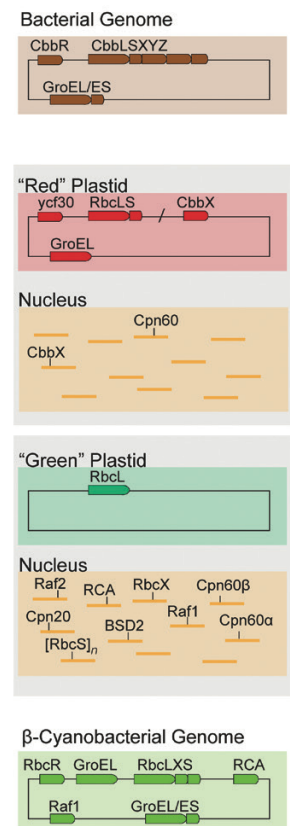 Bacterial Genome
CbbR CbbLSXYZ
GroEL/ES
“Red” Plastid
ycf30 RbcLS CbbX
GroEL
Nucleus
Cpn60
CbbX
“Green” Plastid
RbcL
Nucleus
Raf2 RCA RbcX Cpn60β
Cpn20 BSD2 Raf1 Cpn60α
[RbcS]n
β-Cyanobacterial Genome
RbcR GroEL RbcLXS RCA
Raf1 GroEL/ES